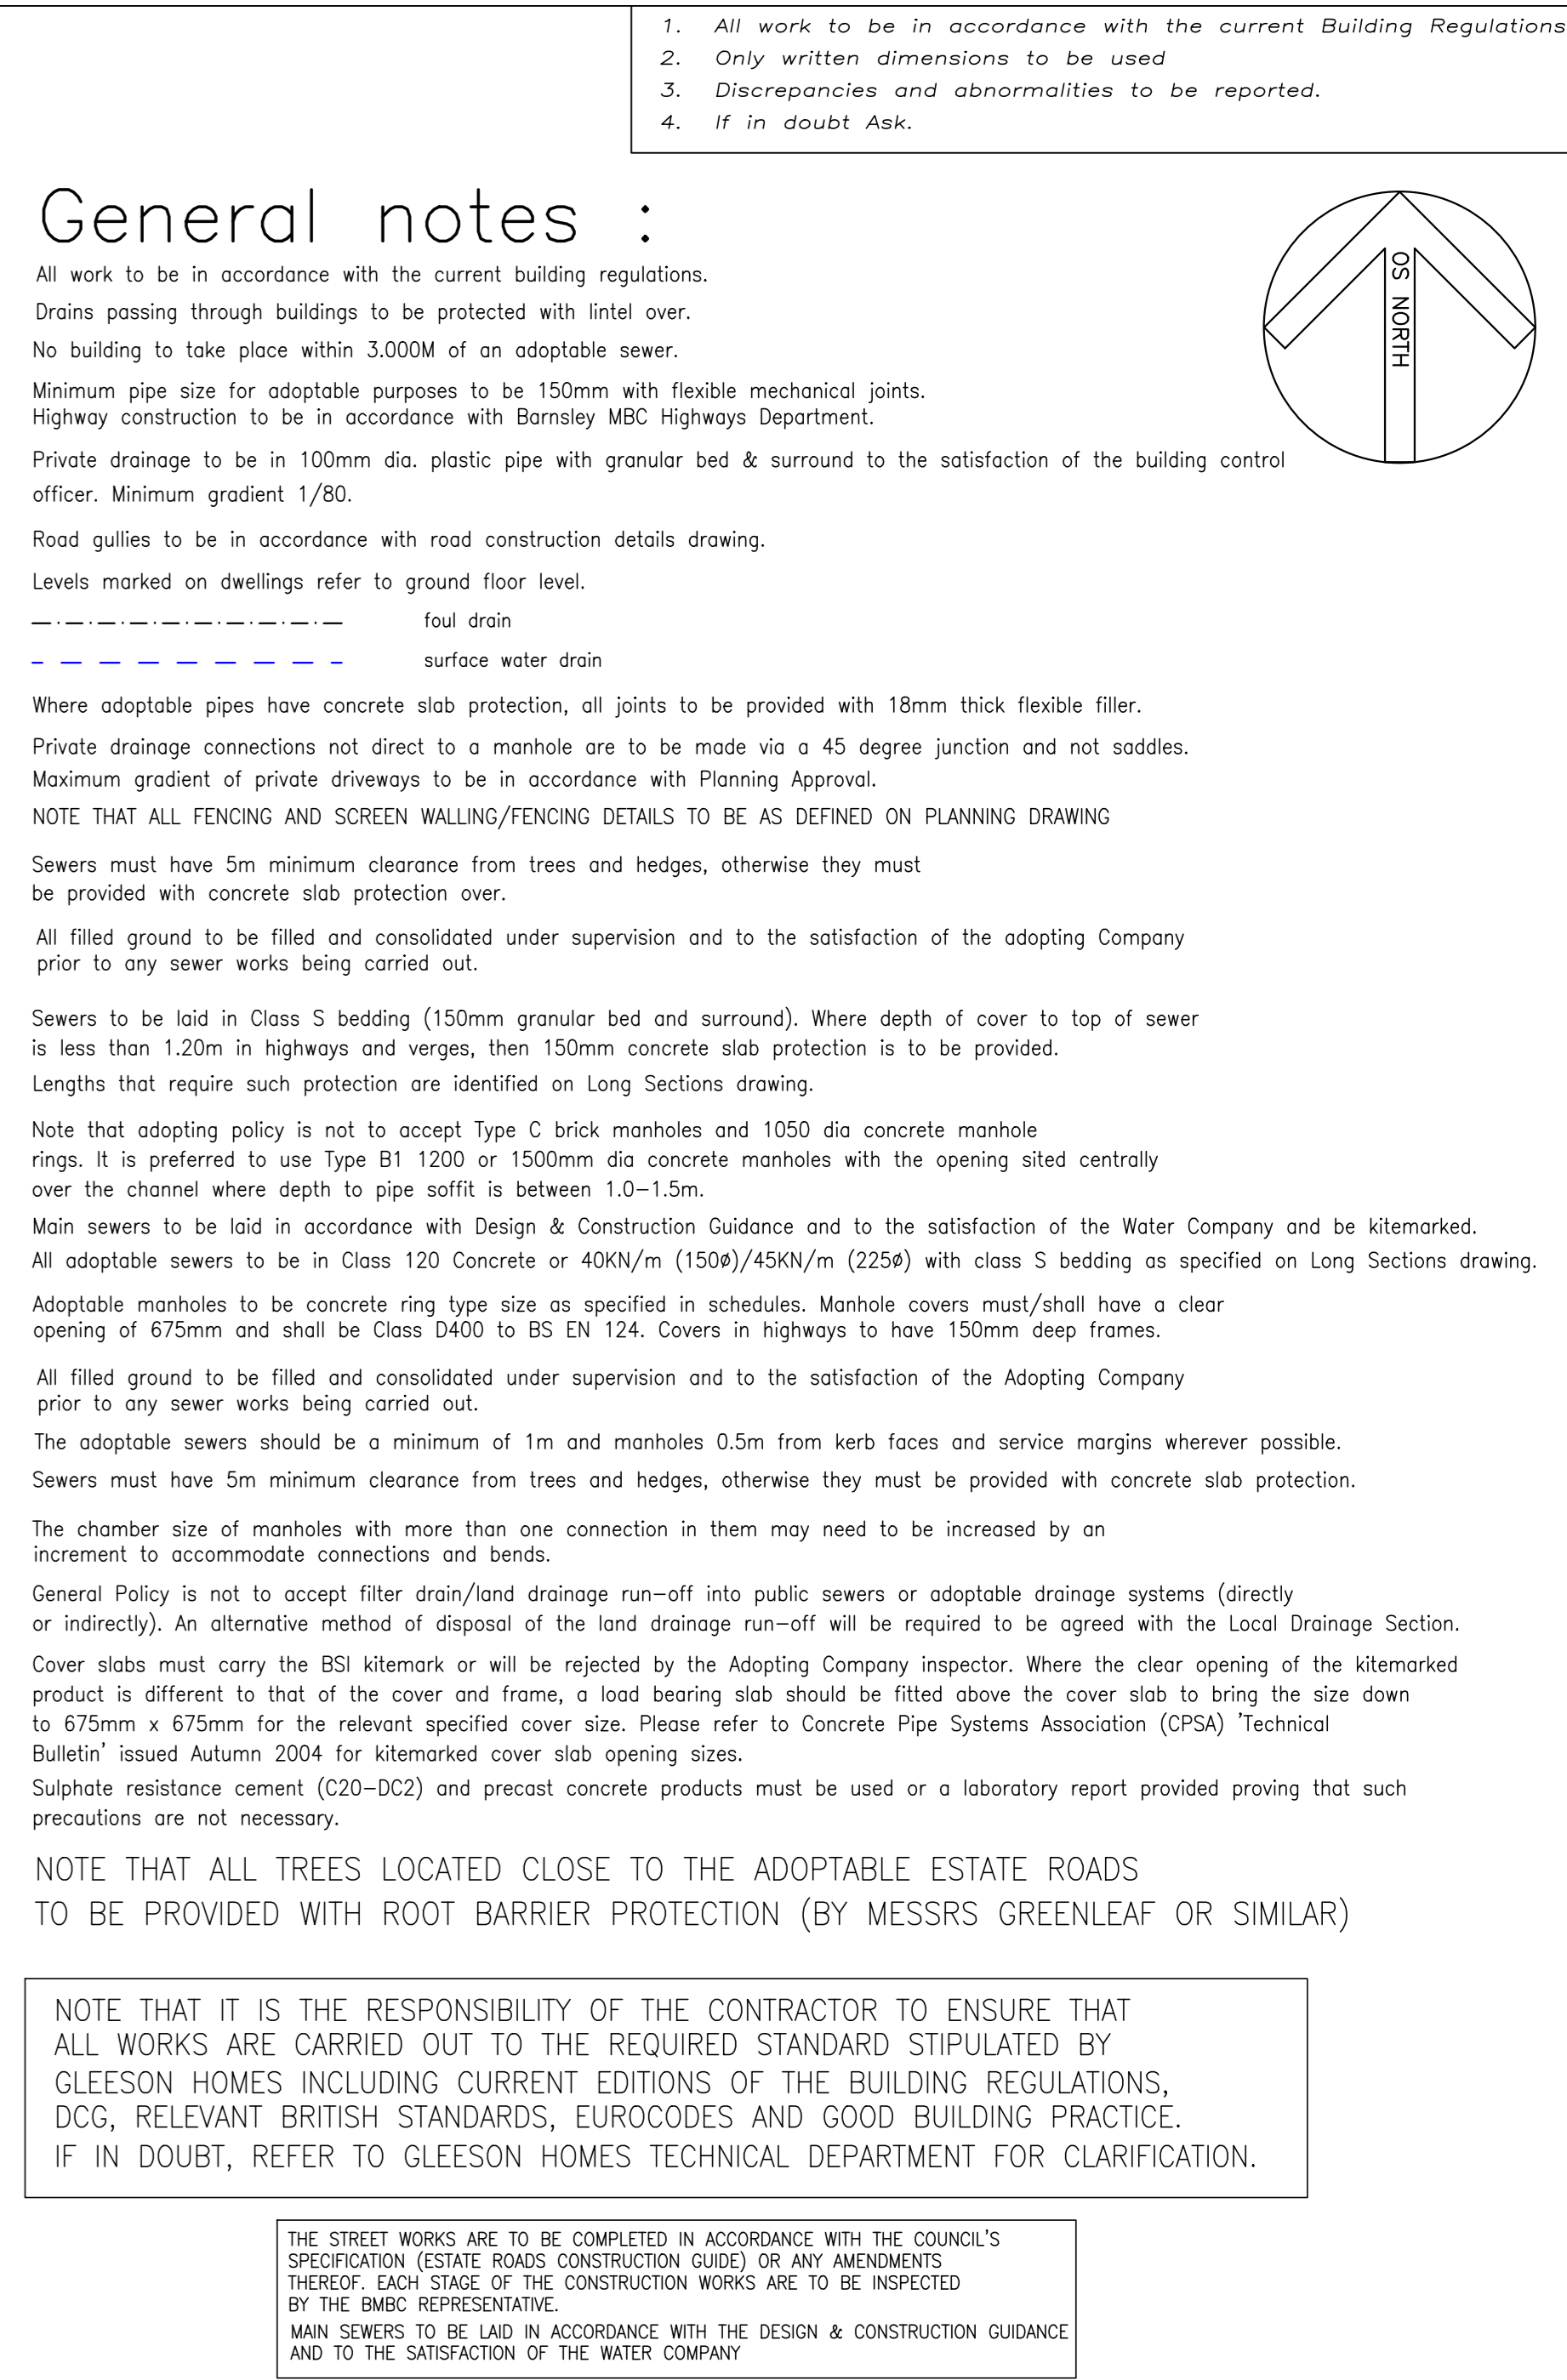 1. All work to be in accordance with the current Building Regulations
2. Only written dimensions to be used
3. Discrepancies and abnormalities to be reported.
4. If in doubt Ask.
General notes :
OS NORTH
All work to be in accordance with the current building regulations.
Drains passing through buildings to be protected with lintel over.
No building to take place within 3.000M of an adoptable sewer.
Minimum pipe size for adoptable purposes to be 150mm with flexible mechanical joints.
Highway construction to be in accordance with Barnsley MBC Highways Department.
Private drainage to be in 100mm dia. plastic pipe with granular bed & surround to the satisfaction of the building control
officer. Minimum gradient 1/80.
Road gullies to be in accordance with road construction details drawing.
Levels marked on dwellings refer to ground floor level.
foul drain
surface water drain
Where adoptable pipes have concrete slab protection, all joints to be provided with 18mm thick flexible filler.
Private drainage connections not direct to a manhole are to be made via a 45 degree junction and not saddles.
Maximum gradient of private driveways to be in accordance with Planning Approval.
NOTE THAT ALL FENCING AND SCREEN WALLING/FENCING DETAILS TO BE AS DEFINED ON PLANNING DRAWING
Sewers must have 5m minimum clearance from trees and hedges, otherwise they must
be provided with concrete slab protection over.
All filled ground to be filled and consolidated under supervision and to the satisfaction of the adopting Company
prior to any sewer works being carried out.
Sewers to be laid in Class S bedding (150mm granular bed and surround). Where depth of cover to top of sewer
is less than 1.20m in highways and verges, then 150mm concrete slab protection is to be provided.
Lengths that require such protection are identified on Long Sections drawing.
Note that adopting policy is not to accept Type C brick manholes and 1050 dia concrete manhole
rings. It is preferred to use Type B1 1200 or 1500mm dia concrete manholes with the opening sited centrally
over the channel where depth to pipe soffit is between 1.0-1.5m.
Main sewers to be laid in accordance with Design & Construction Guidance and to the satisfaction of the Water Company and be kitemarked.
All adoptable sewers to be in Class 120 Concrete or 40KN/m (150ø)/45KN/m (225ø) with class S bedding as specified on Long Sections drawing.
Adoptable manholes to be concrete ring type size as specified in schedules. Manhole covers must/shall have a clear
opening of 675mm and shall be Class D400 to BS EN 124. Covers in highways to have 150mm deep frames.
All filled ground to be filled and consolidated under supervision and to the satisfaction of the Adopting Company
prior to any sewer works being carried out.
The adoptable sewers should be a minimum of 1m and manholes 0.5m from kerb faces and service margins wherever possible.
Sewers must have 5m minimum clearance from trees and hedges, otherwise they must be provided with concrete slab protection.
The chamber size of manholes with more than one connection in them may need to be increased by an
increment to accommodate connections and bends.
General Policy is not to accept filter drain/land drainage run-off into public sewers or adoptable drainage systems (directly
or indirectly). An alternative method of disposal of the land drainage run-off will be required to be agreed with the Local Drainage Section.
Cover slabs must carry the BSI kitemark or will be rejected by the Adopting Company inspector. Where the clear opening of the kitemarked
product is different to that of the cover and frame, a load bearing slab should be fitted above the cover slab to bring the size down
to 675mm x 675mm for the relevant specified cover size. Please refer to Concrete Pipe Systems Association (CPSA) 'Technical
Bulletin' issued Autumn 2004 for kitemarked cover slab opening sizes.
Sulphate resistance cement (C20-DC2) and precast concrete products must be used or a laboratory report provided proving that such
precautions are not necessary.
NOTE THAT ALL TREES LOCATED CLOSE TO THE ADOPTABLE ESTATE ROADS
TO BE PROVIDED WITH ROOT BARRIER PROTECTION (BY MESSRS GREENLEAF OR SIMILAR)
NOTE THAT IT IS THE RESPONSIBILITY OF THE CONTRACTOR TO ENSURE THAT
ALL WORKS ARE CARRIED OUT TO THE REQUIRED STANDARD STIPULATED BY
GLEESON HOMES INCLUDING CURRENT EDITIONS OF THE BUILDING REGULATIONS,
DCG, RELEVANT BRITISH STANDARDS, EUROCODES AND GOOD BUILDING PRACTICE.
IF IN DOUBT, REFER TO GLEESON HOMES TECHNICAL DEPARTMENT FOR CLARIFICATION.
THE STREET WORKS ARE TO BE COMPLETED IN ACCORDANCE WITH THE COUNCIL'S
SPECIFICATION (ESTATE ROADS CONSTRUCTION GUIDE) OR ANY AMENDMENTS
THEREOF. EACH STAGE OF THE CONSTRUCTION WORKS ARE TO BE INSPECTED
BY THE BMBC REPRESENTATIVE.
MAIN SEWERS TO BE LAID IN ACCORDANCE WITH THE DESIGN & CONSTRUCTION GUIDANCE
AND TO THE SATISFACTION OF THE WATER COMPANY